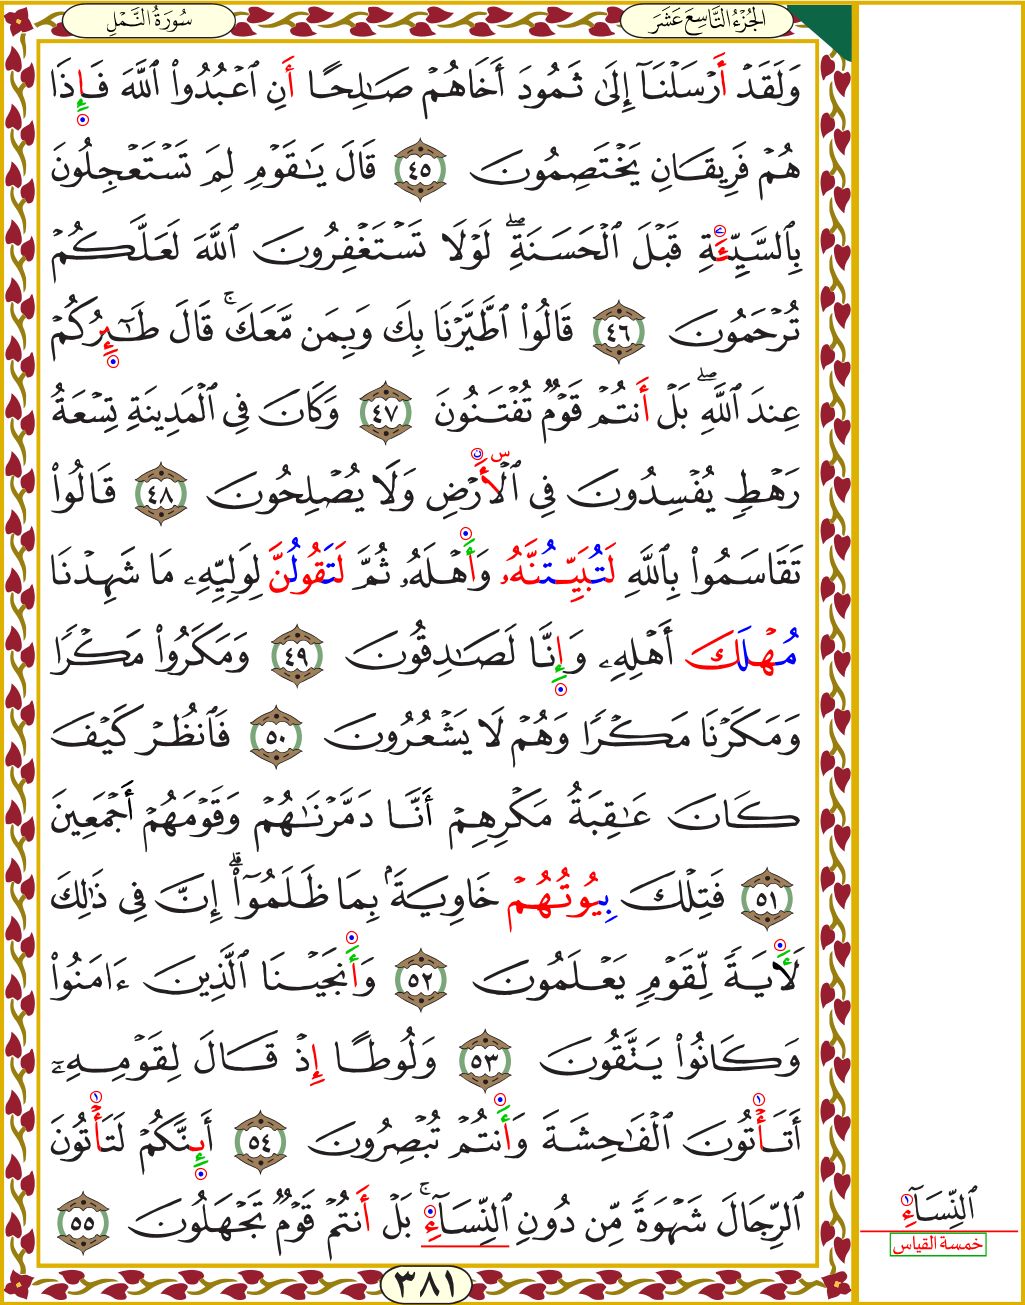 سُورَةُ النَّمْلِ
الجُزْءُ التَّاسِعَ عَشَرَ
وَلَقَدۡ أَرۡسَلۡنَآ إِلَىٰ ثَمُودَ أَخَاهُمۡ صَٰلِحًا أَنِ ٱعۡبُدُواْ ٱللَّهَ فَإِذَا
هُمۡ فَرِيقَانِ يَخۡتَصِمُونَ ٤٥ قَالَ يَٰقَوۡمِ لِمَ تَسۡتَعۡجِلُونَ
بِٱلسَّيِّئَةِ قَبۡلَ ٱلۡحَسَنَةِۖ لَوۡلَا تَسۡتَغۡفِرُونَ ٱللَّهَ لَعَلَّكُمۡ
تُرۡحَمُونَ ٤٦ قَالُواْ ٱطَّيَّرۡنَا بِكَ وَبِمَن مَّعَكَۚ قَالَ طَٰٓئِرُكُمۡ
عِندَ ٱللَّهِۖ بَلۡ أَنتُمۡ قَوۡمٞ تُفۡتَنُونَ ٤٧ وَكَانَ فِي ٱلۡمَدِينَةِ تِسۡعَةُ
رَهۡطٖ يُفۡسِدُونَ فِي ٱلۡأَرۡضِ وَلَا يُصۡلِحُونَ ٤٨ قَالُواْ
تَقَاسَمُواْ بِٱللَّهِ لَتُبَيِّتُنَّهُۥ وَأَهۡلَهُۥ ثُمَّ لَتَقُولُنَّ لِوَلِيِّهِۦ مَا شَهِدۡنَا
مُهۡلَكَ أَهۡلِهِۦ وَإِنَّا لَصَٰدِقُونَ ٤٩ وَمَكَرُواْ مَكۡرٗا
وَمَكَرۡنَا مَكۡرٗا وَهُمۡ لَا يَشۡعُرُونَ ٥٠ فَٱنظُرۡ كَيۡفَ
كَانَ عَٰقِبَةُ مَكۡرِهِمۡ أَنَّا دَمَّرۡنَٰهُمۡ وَقَوۡمَهُمۡ أَجۡمَعِينَ
٥١ فَتِلۡكَ بِيُوتُهُمۡ خَاوِيَةَۢ بِمَا ظَلَمُوٓاْۗ إِنَّ فِي ذَٰلِكَ
لَأٓيَةٗ لِّقَوۡمٖ يَعۡلَمُونَ ٥٢ وَأَنجَيۡنَا ٱلَّذِينَ ءَامَنُواْ
وَكَانُواْ يَتَّقُونَ ٥٣ وَلُوطًا إِذۡ قَالَ لِقَوۡمِهِۦٓ
أَتَأۡتُونَ ٱلۡفَٰحِشَةَ وَأَنتُمۡ تُبۡصِرُونَ ٥٤ أَئِنَّكُمۡ لَتَأۡتُونَ
ٱلرِّجَالَ شَهۡوَةٗ مِّن دُونِ ٱلنِّسَآءِۚ بَلۡ أَنتُمۡ قَوۡمٞ تَجۡهَلُونَ ٥٥
ٱلنِّسَآءِ
خمسة القياس
٣٨١